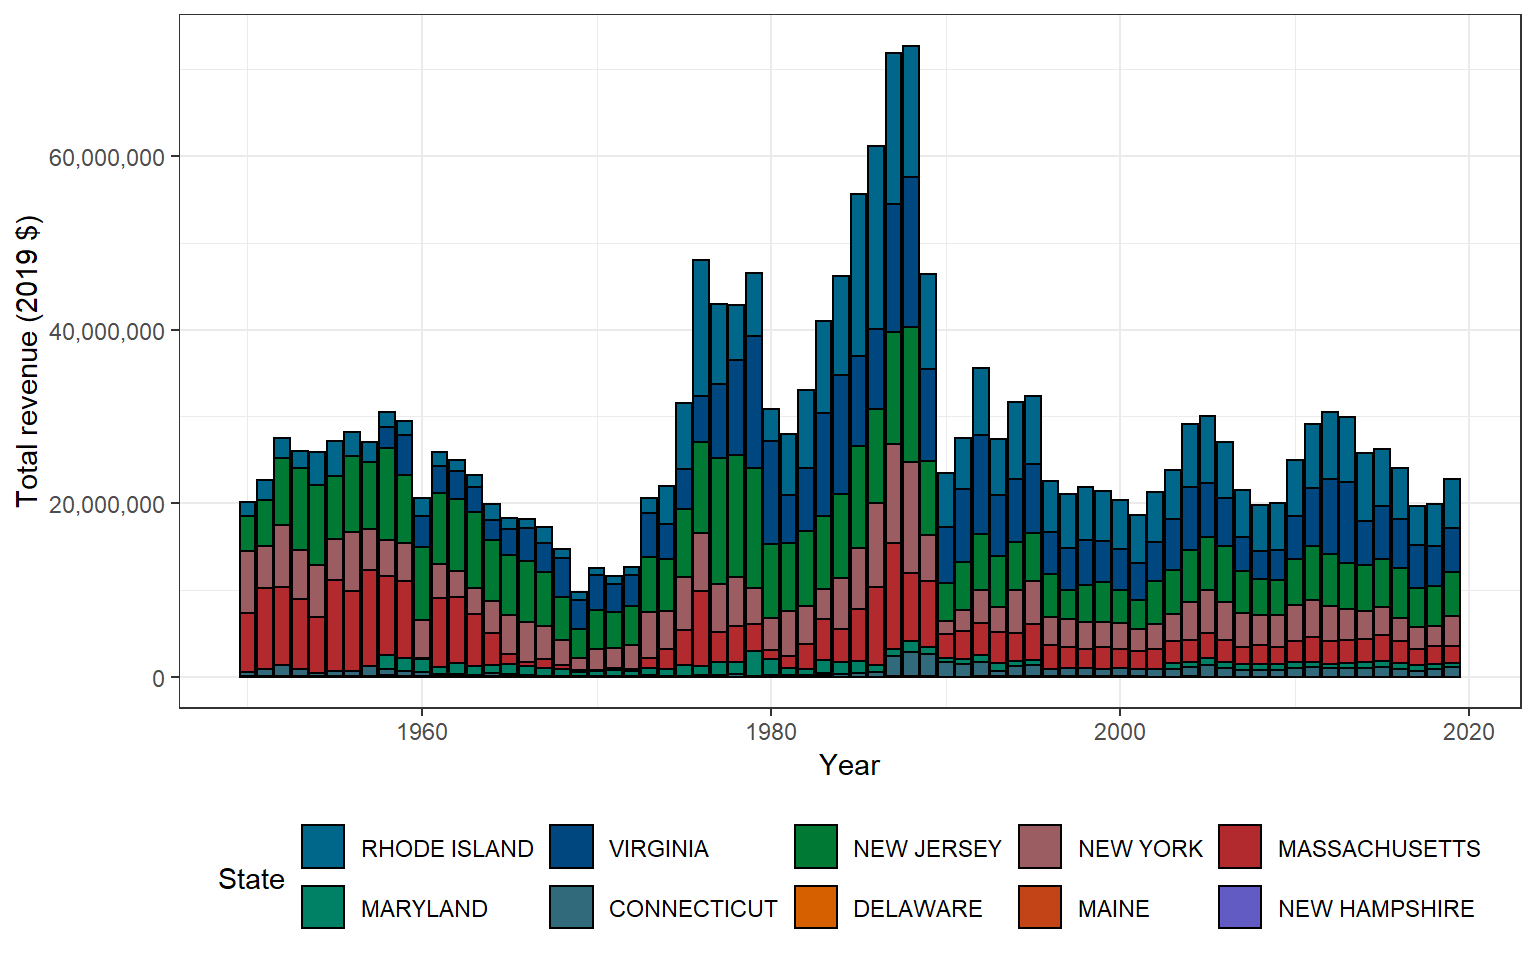 60,000,000
40,000,000
20,000,000
0
Total revenue (2019 $)
1960 1980 2000 2020
Year
State
RHODE ISLAND VIRGINIA NEW JERSEY NEW YORK MASSACHUSETTS
MARYLAND CONNECTICUT DELAWARE MAINE NEW HAMPSHIRE